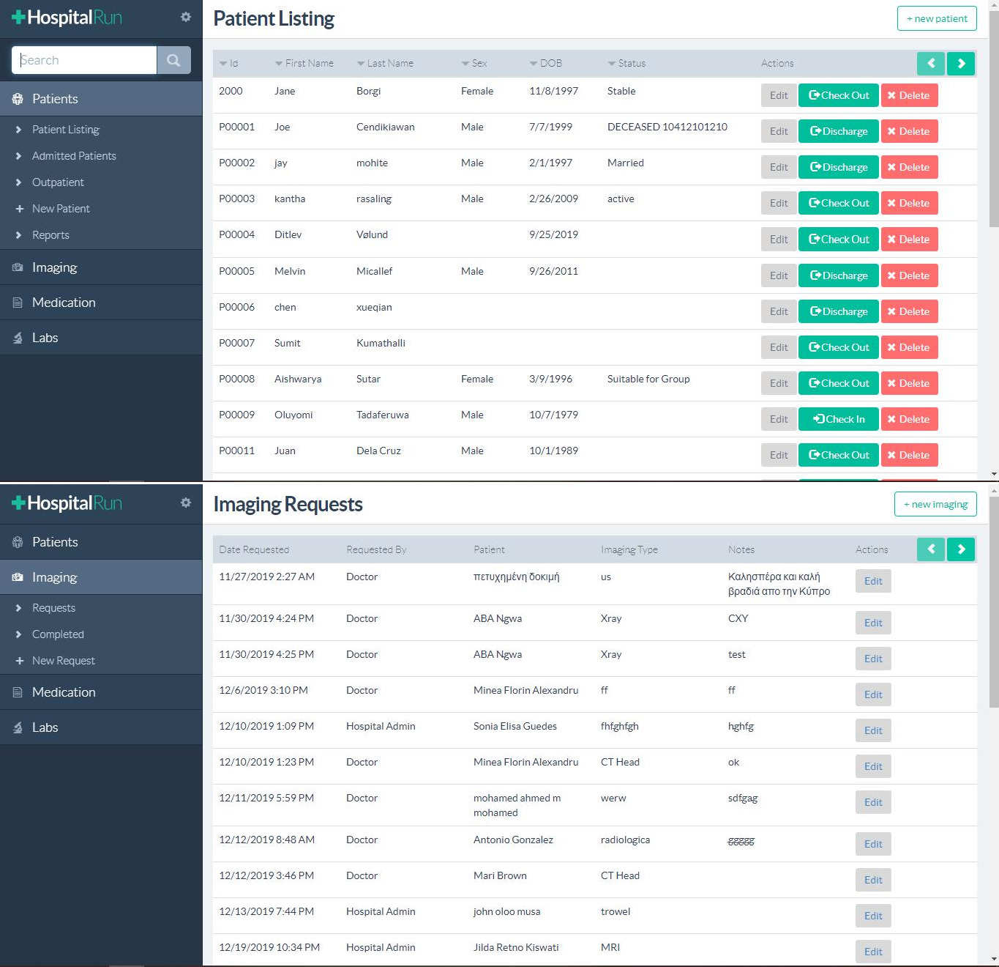 HospitalRun
Patient Listing
+ new patient
Search
Id First Name Last Name Sex DOB Status Actions
Patients
Patient Listing
Admitted Patients
Outpatient
New Patient
Reports
Imaging
Medication
Labs
2000 Jane Borgi Female 11/8/1997 Stable Edit Check Out Delete
P00001 Joe Cendikiawan Male 7/7/1999 DECEASED 10412101210 Edit Discharge Delete
P00002 jay mohite Male 2/1/1997 Married Edit Discharge Delete
P00003 kantha rasaling Male 2/26/2009 active Edit Check Out Delete
P00004 Ditlev Vølund 9/25/2019 Edit Check Out Delete
P00005 Melvin Micallef Male 9/26/2011 Edit Discharge Delete
P00006 chen xueqian Edit Discharge Delete
P00007 Sumit Kumathalli Edit Check Out Delete
P00008 Aishwarya Sutar Female 3/9/1996 Suitable for Group Edit Check Out Delete
P00009 Oluyomi Tadaferuwa Male 10/7/1979 Edit Check In Delete
P00011 Juan Dela Cruz Male 10/1/1989 Edit Check Out Delete
HospitalRun
Imaging Requests
+ new imaging
Patients
Imaging
Requests
Completed
New Request
Medication
Labs
Date Requested Requested By Patient Imaging Type Notes Actions
11/27/2019 2:27 AM Doctor πετυχημένη δοκιμή us Καλησπέρα και καλή
βραδιά απο την Κύπρο Edit
11/30/2019 4:24 PM Doctor ABA Ngwa Xray CXY Edit
11/30/2019 4:25 PM Doctor ABA Ngwa Xray test Edit
12/6/2019 3:10 PM Doctor Minea Florin Alexandru ff ff Edit
12/10/2019 1:09 PM Hospital Admin Sonia Elisa Guedes fhfghfgh hghfg Edit
12/10/2019 1:23 PM Doctor Minea Florin Alexandru CT Head ok Edit
12/11/2019 5:59 PM Doctor mohamed ahmed m werw sdfgag Edit
mohamed
12/12/2019 8:48 AM Doctor Antonio Gonzalez radiologica ggggg Edit
12/12/2019 3:46 PM Doctor Mari Brown CT Head Edit
12/13/2019 7:44 PM Hospital Admin john oloo musa trowel Edit
12/19/2019 10:34 PM Hospital Admin Jilda Retno Kiswati MRI Edit